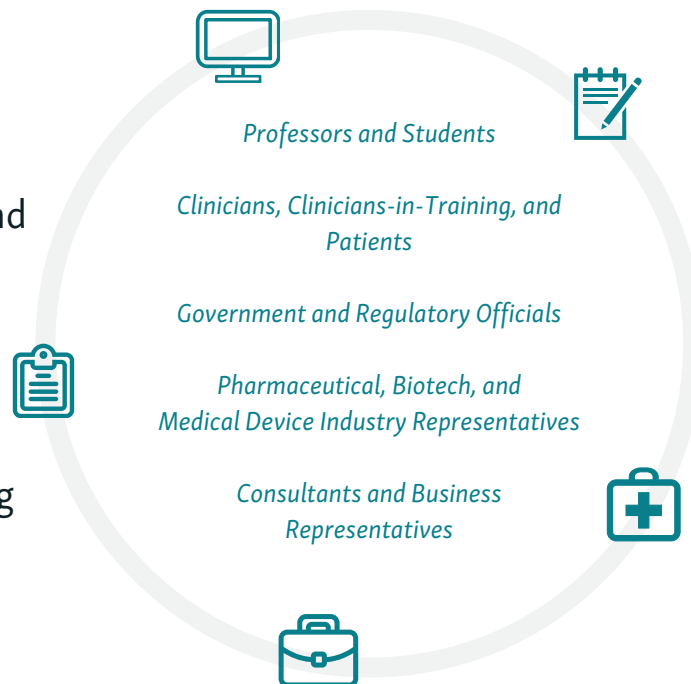 Professors and Students
nd
Clinicians, Clinicians-in-Training, and
Patients
Government and Regulatory Officials
Pharmaceutical, Biotech, and
Medical Device Industry Representatives
g
Consultants and Business
Representatives